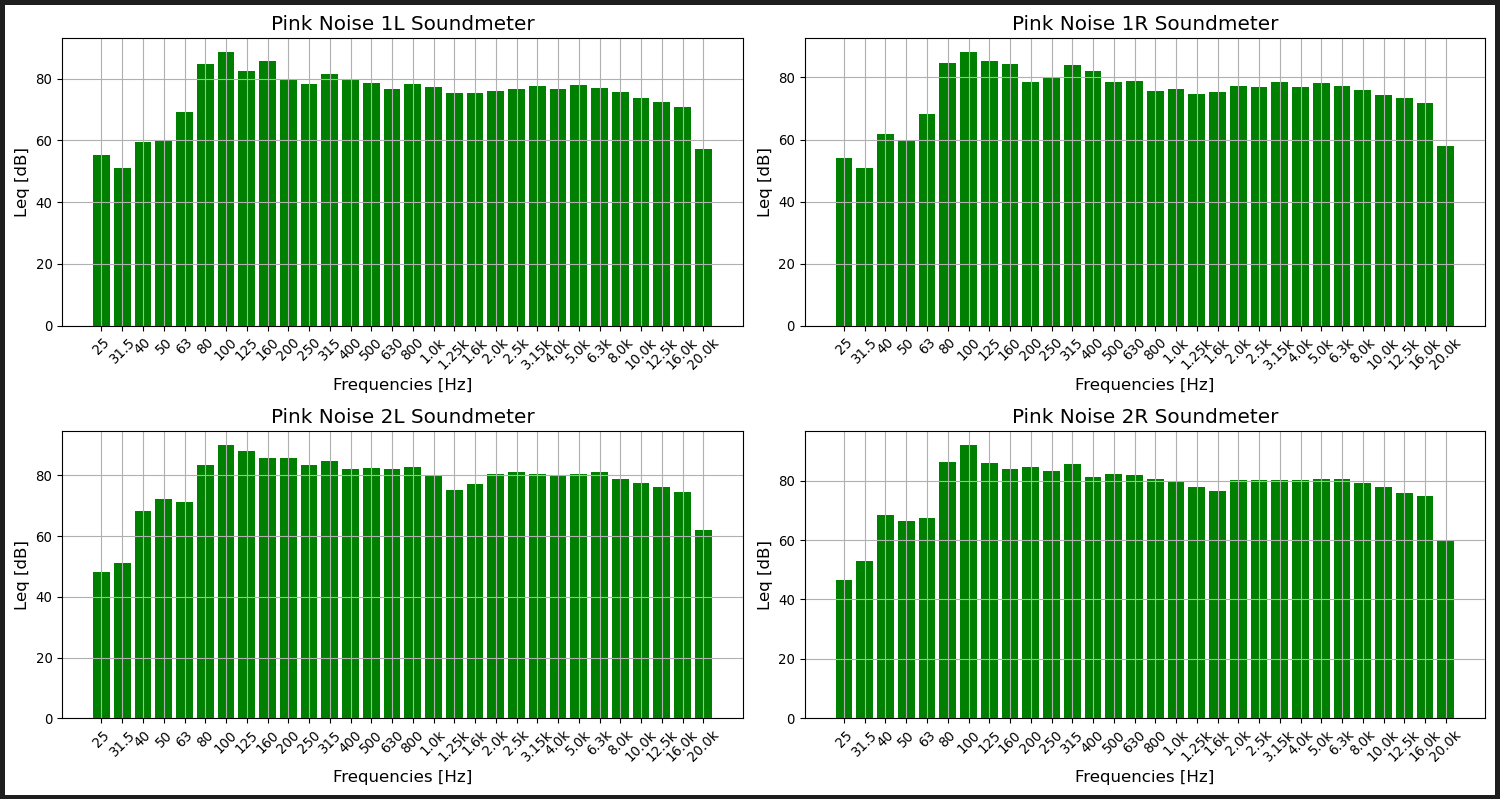 Pink Noise 1L Soundmeter
Leq [dB]
80
60
40
20
0
25 31.5 40 50 63 80 100 125 160 200 250 315 400 500 630 800 1.0k 1.25k 1.6k 2.0k 2.5k 3.15k 4.0k 5.0k 6.3k 8.0k 10.0k 12.5k 16.0k 20.0k
Frequencies [Hz]
Pink Noise 1R Soundmeter
Leq [dB]
80
60
40
20
0
25 31.5 40 50 63 80 100 125 160 200 250 315 400 500 630 800 1.0k 1.25k 1.6k 2.0k 2.5k 3.15k 4.0k 5.0k 6.3k 8.0k 10.0k 12.5k 16.0k 20.0k
Frequencies [Hz]
Pink Noise 2L Soundmeter
Leq [dB]
80
60
40
20
0
25 31.5 40 50 63 80 100 125 160 200 250 315 400 500 630 800 1.0k 1.25k 1.6k 2.0k 2.5k 3.15k 4.0k 5.0k 6.3k 8.0k 10.0k 12.5k 16.0k 20.0k
Frequencies [Hz]
Pink Noise 2R Soundmeter
Leq [dB]
80
60
40
20
0
25 31.5 40 50 63 80 100 125 160 200 250 315 400 500 630 800 1.0k 1.25k 1.6k 2.0k 2.5k 3.15k 4.0k 5.0k 6.3k 8.0k 10.0k 12.5k 16.0k 20.0k
Frequencies [Hz]